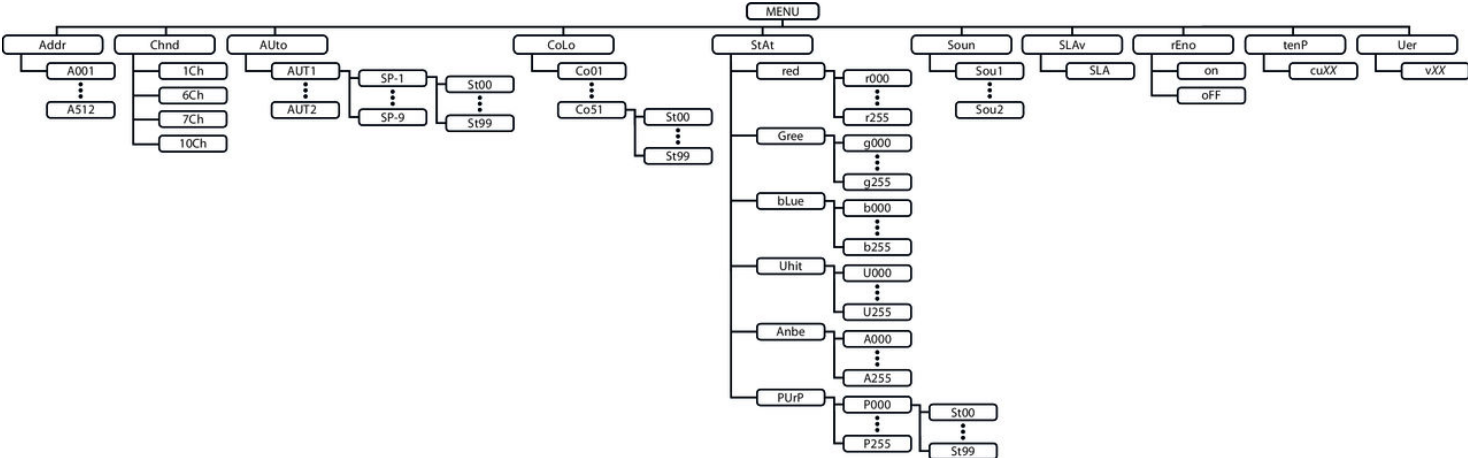 MENU
Addr Chnd AUto CoLo StAt Soun SLAv rEno tenP Uer
A001 1Ch AUT1 Co01 red Sou1 SLA on cuXX vXX
SP-1 r000
St00
6Ch oFF
A512 AUT2 Co51 Sou2
7Ch SP-9 St00 r255
St99
Gree
10Ch g000
St99
g255
bLue
b000
b255
Uhit
U000
U255
Anbe
A000
A255
PUrP
P000
St00
P255
St99